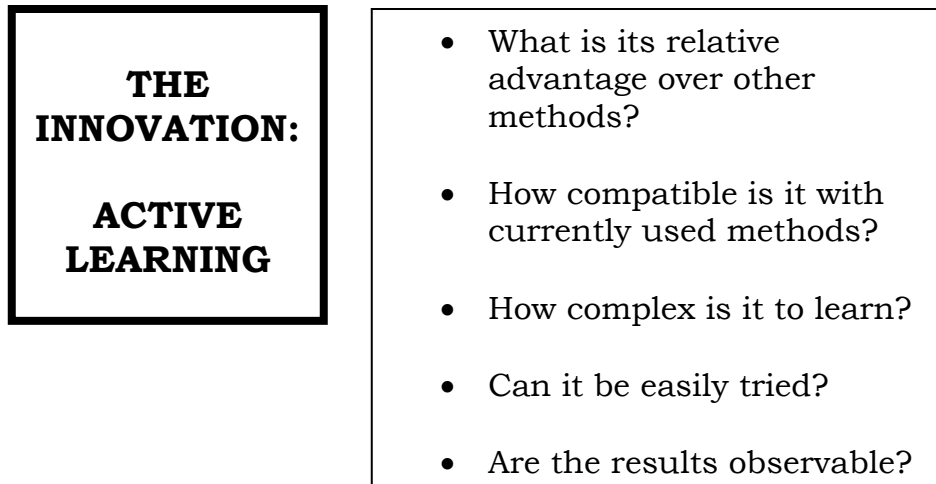 THE
INNOVATION:
ACTIVE
LEARNING
• What is its relative
advantage over other
methods?
• How compatible is it with
currently used methods?
• How complex is it to learn?
• Can it be easily tried?
• Are the results observable?